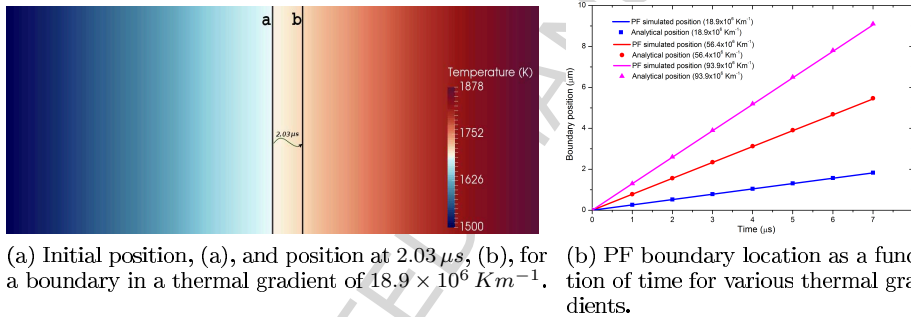 a b
Temperature (K)
1878
1752
1626
1500
2.03 μs
10
8
6
4
2
0
Boundary position (μm)
PF simulated position (18.9x10⁶ Km⁻¹)
Analytical position (18.9x10⁶ Km⁻¹)
PF simulated position (56.4x10⁶ Km⁻¹)
Analytical position (56.4x10⁶ Km⁻¹)
PF simulated position (93.9x10⁶ Km⁻¹)
Analytical position (93.9x10⁶ Km⁻¹)
0 1 2 3 4 5 6 7
Time (μs)
(a) Initial position, (a), and position at 2.03 μs, (b), for
a boundary in a thermal gradient of 18.9 × 10⁶ Km⁻¹.
(b) PF boundary location as a func
tion of time for various thermal gra
dients.